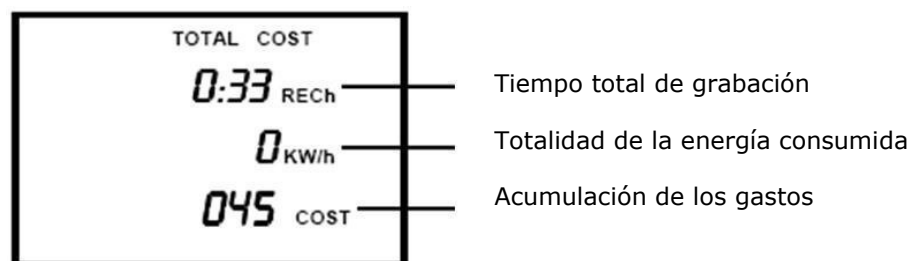 TOTAL COST
0:33 RECh Tiempo total de grabación
0 KW/h Totalidad de la energía consumida
045 COST Acumulación de los gastos